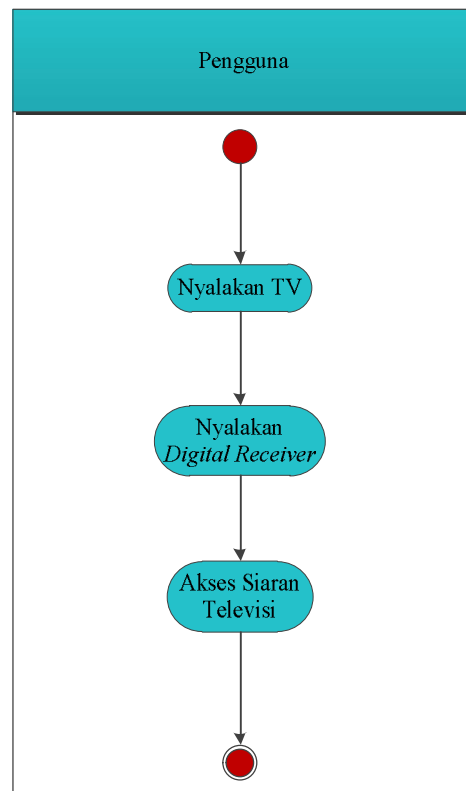 Pengguna
Nyalakan TV
Nyalakan
Digital Receiver
Akses Siaran
Televisi